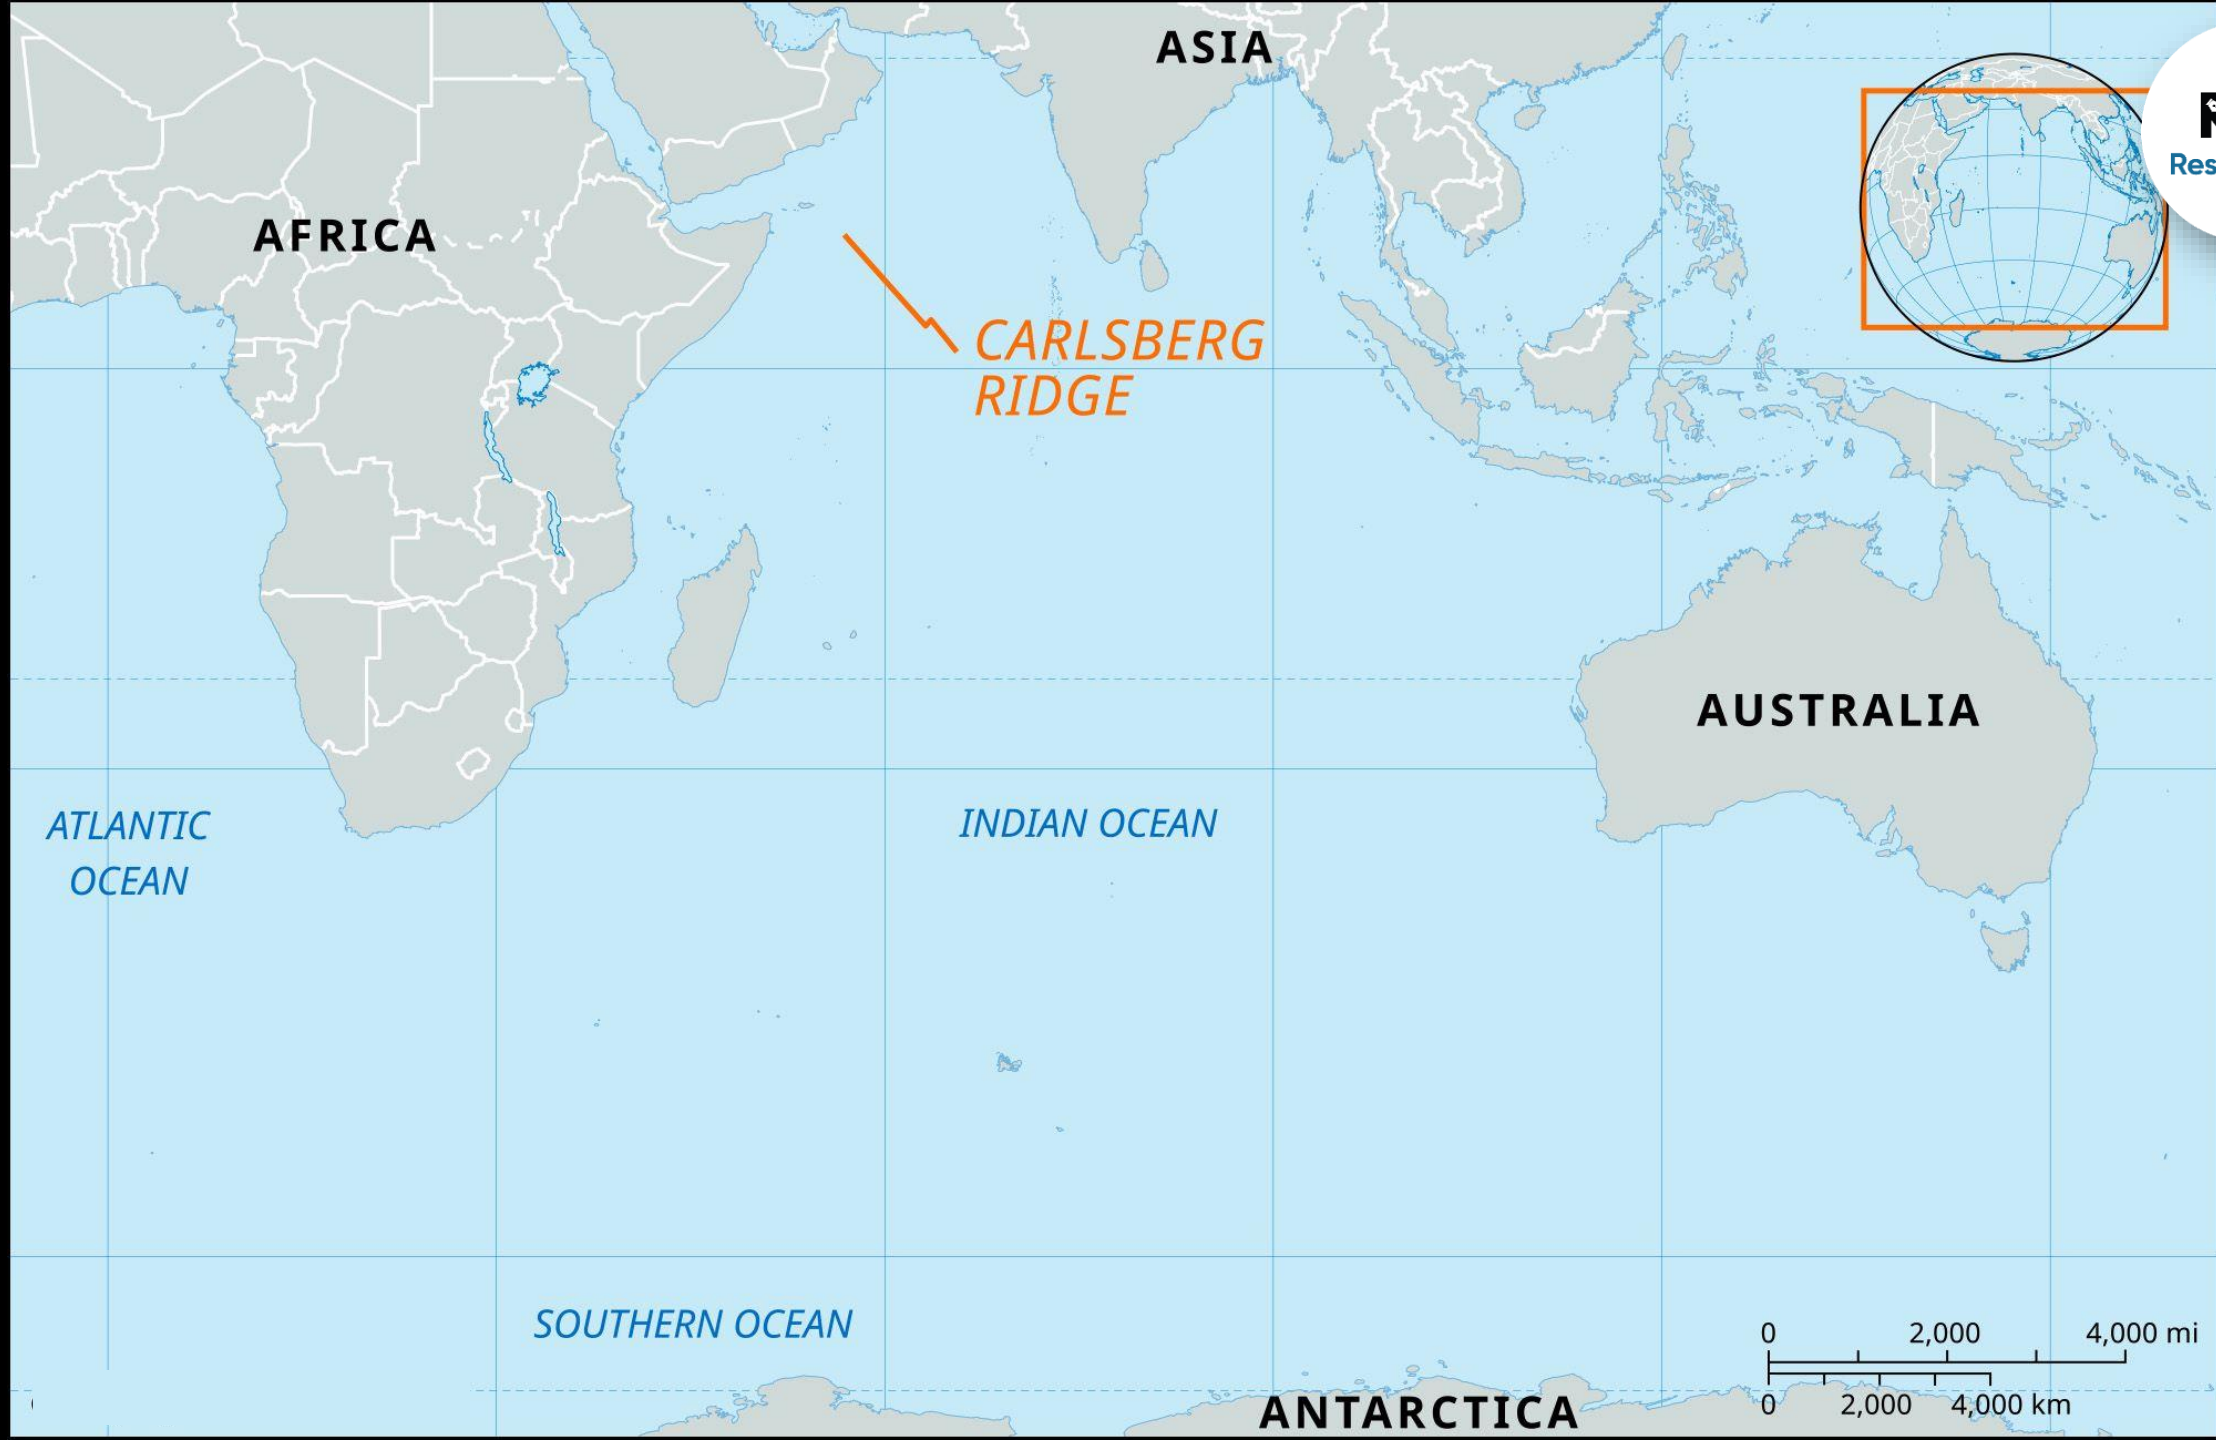 ASIA
AFRICA
CARLSBERG
RIDGE
AUSTRALIA
ATLANTIC
OCEAN
INDIAN OCEAN
SOUTHERN OCEAN
ANTARCTICA
0 2,000 4,000 mi
0 2,000 4,000 km